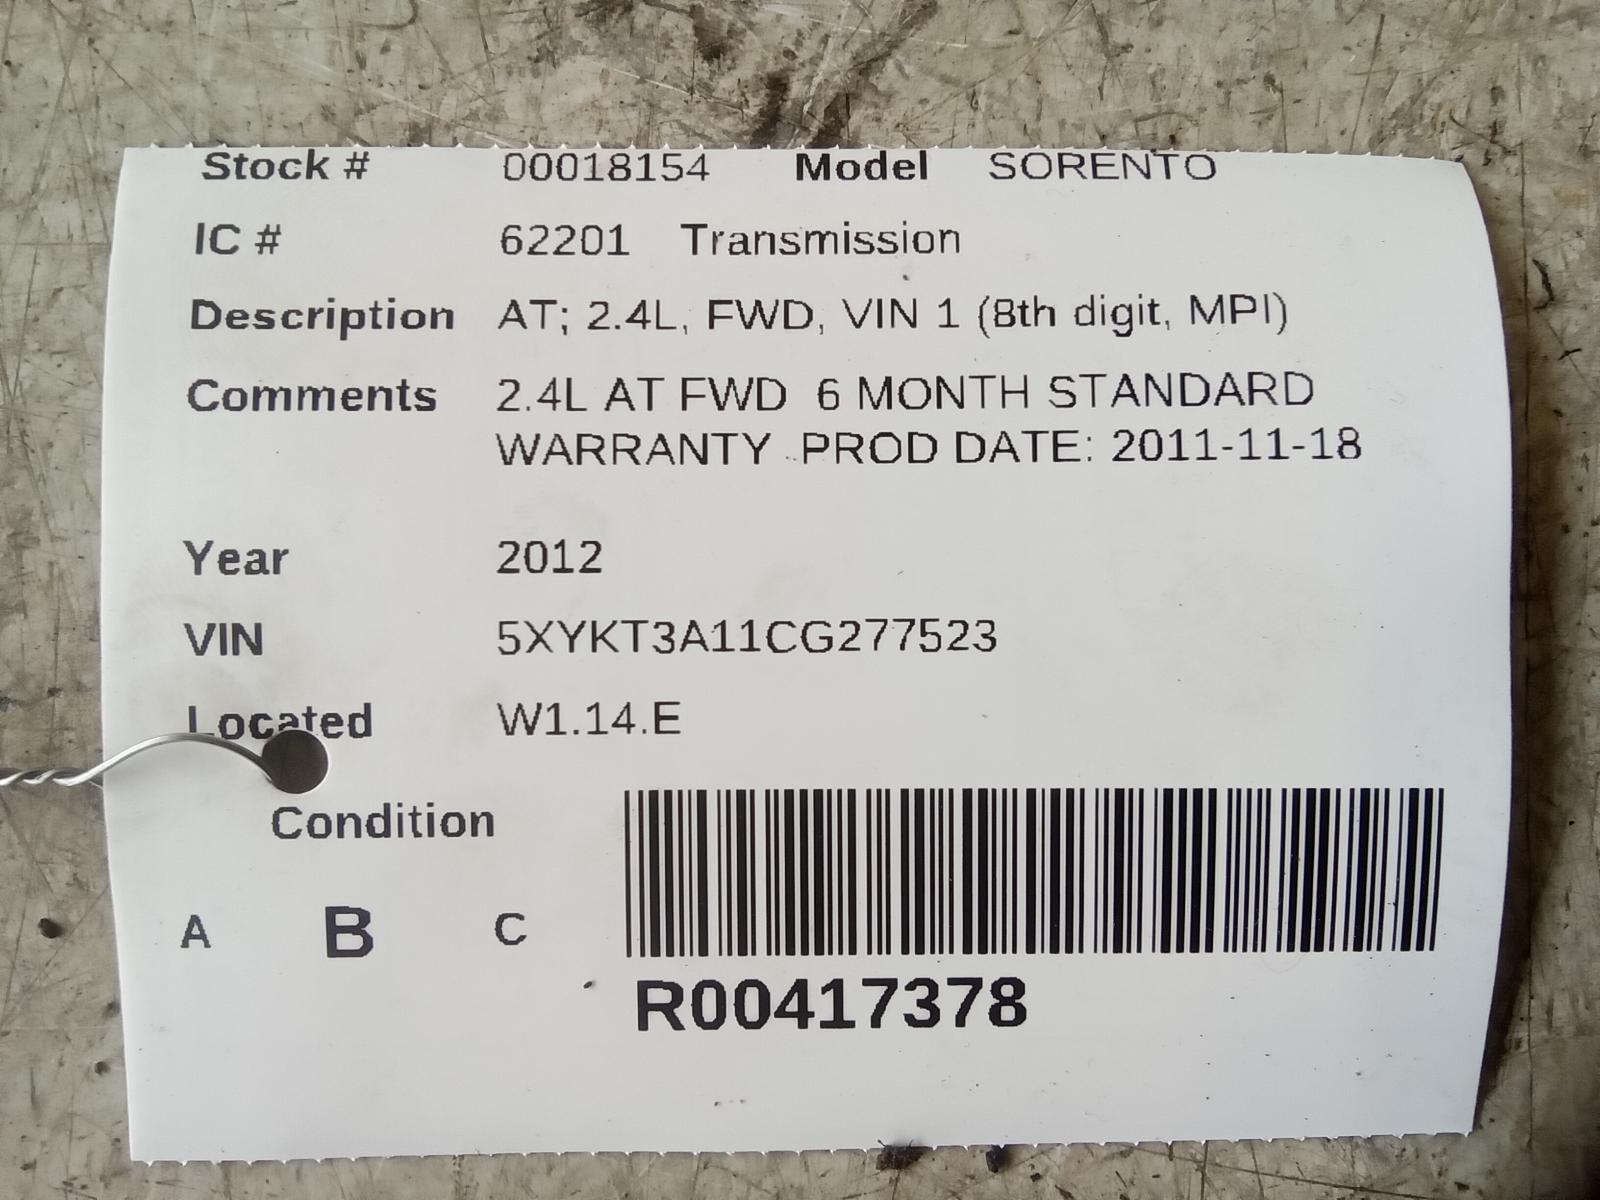 Stock # 00018154 Model SORENTO
IC # 62201 Transmission
Description AT; 2.4L, FWD, VIN 1 (8th digit, MPI)
Comments 2.4L AT FWD 6 MONTH STANDARD
WARRANTY PROD DATE: 2011-11-18
Year 2012
VIN 5XYKT3A11CG277523
Located W1.14.E
Condition
A B C
R00417378